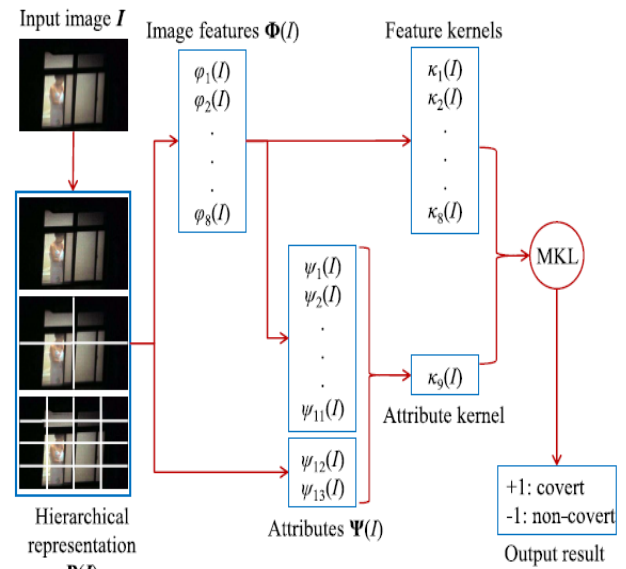 Input image I
Image features Φ(I)
Feature kernels
φ₁(I)
φ₂(I)
.
.
.
φ₈(I)
κ₁(I)
κ₂(I)
.
.
.
κ₈(I)
MKL
ψ₁(I)
ψ₂(I)
.
.
.
ψ₁₁(I)
κ₉(I)
Attribute kernel
ψ₁₂(I)
ψ₁₃(I)
Attributes Ψ(I)
+1: covert
-1: non-covert
Output result
Hierarchical
representation